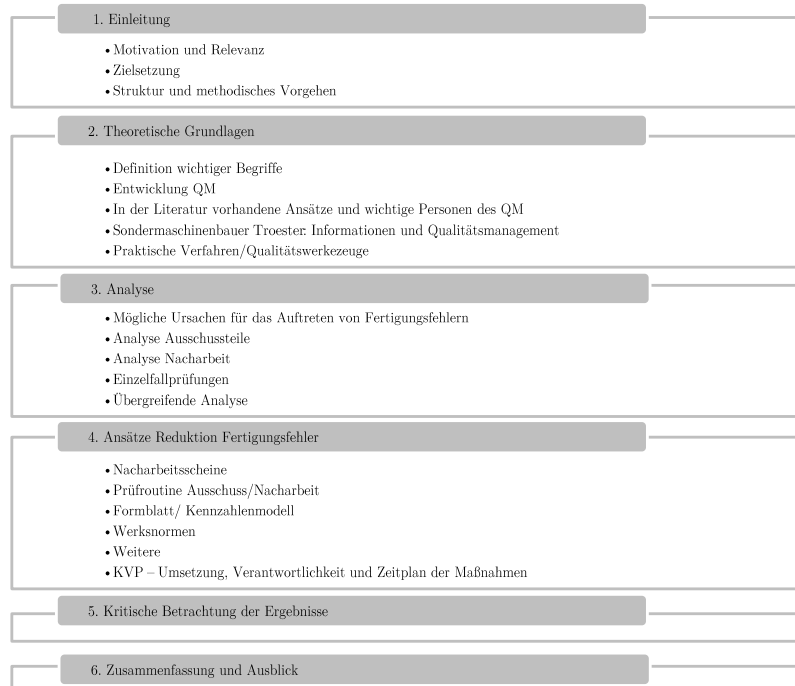 1. Einleitung
• Motivation und Relevanz
• Zielsetzung
• Struktur und methodisches Vorgehen
2. Theoretische Grundlagen
• Definition wichtiger Begriffe
• Entwicklung QM
• In der Literatur vorhandene Ansätze und wichtige Personen des QM
• Sondermaschinenbauer Troester: Informationen und Qualitätsmanagement
• Praktische Verfahren/Qualitätswerkezeuge
3. Analyse
• Mögliche Ursachen für das Auftreten von Fertigungsfehlern
• Analyse Ausschussteile
• Analyse Nacharbeit
• Einzelfallprüfungen
• Übergreifende Analyse
4. Ansätze Reduktion Fertigungsfehler
• Nacharbeitsscheine
• Prüfroutine Ausschuss/Nacharbeit
• Formblatt/ Kennzahlenmodell
• Werksnormen
• Weitere
• KVP – Umsetzung, Verantwortlichkeit und Zeitplan der Maßnahmen
5. Kritische Betrachtung der Ergebnisse
6. Zusammenfassung und Ausblick